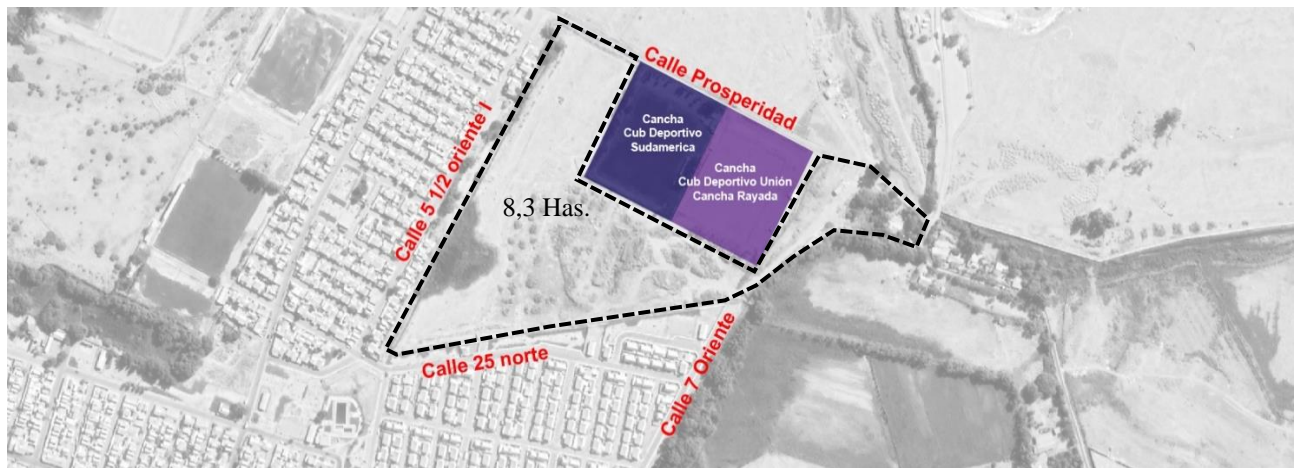 Calle Prosperidad
Cancha
Cub Deportivo
Sudamerica
Cancha
Cub Deportivo Unión
Cancha Rayada
Calle 5 1/2 oriente I
8,3 Has.
Calle 25 norte
Calle 7 Oriente